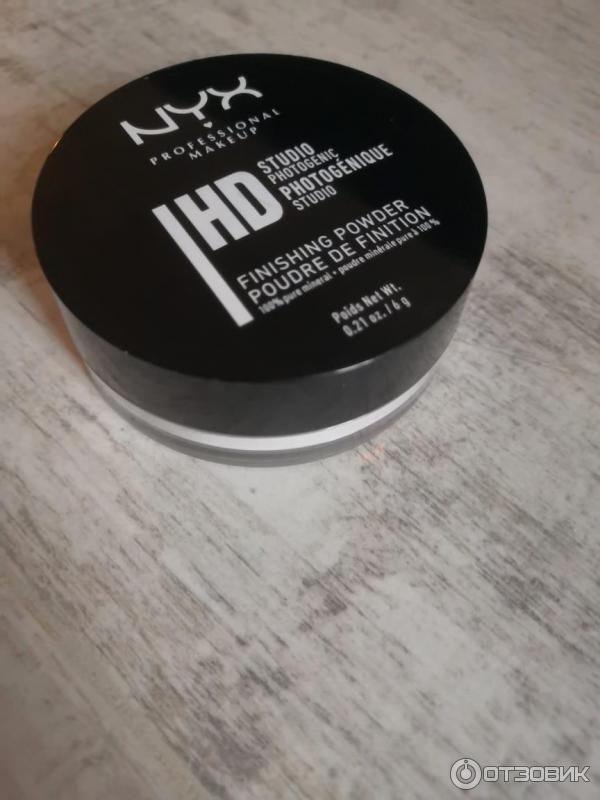 NYX
PROFESSIONAL
MAKEUP
HD
STUDIO
PHOTOGENIC
PHOTOGÉNIQUE
STUDIO
FINISHING POWDER
POUDRE DE FINITION
100% pure mineral • poudre minérale pure à 100%
Poids Net Wt.
0.21 oz. / 6 g
ОТЗОВИК